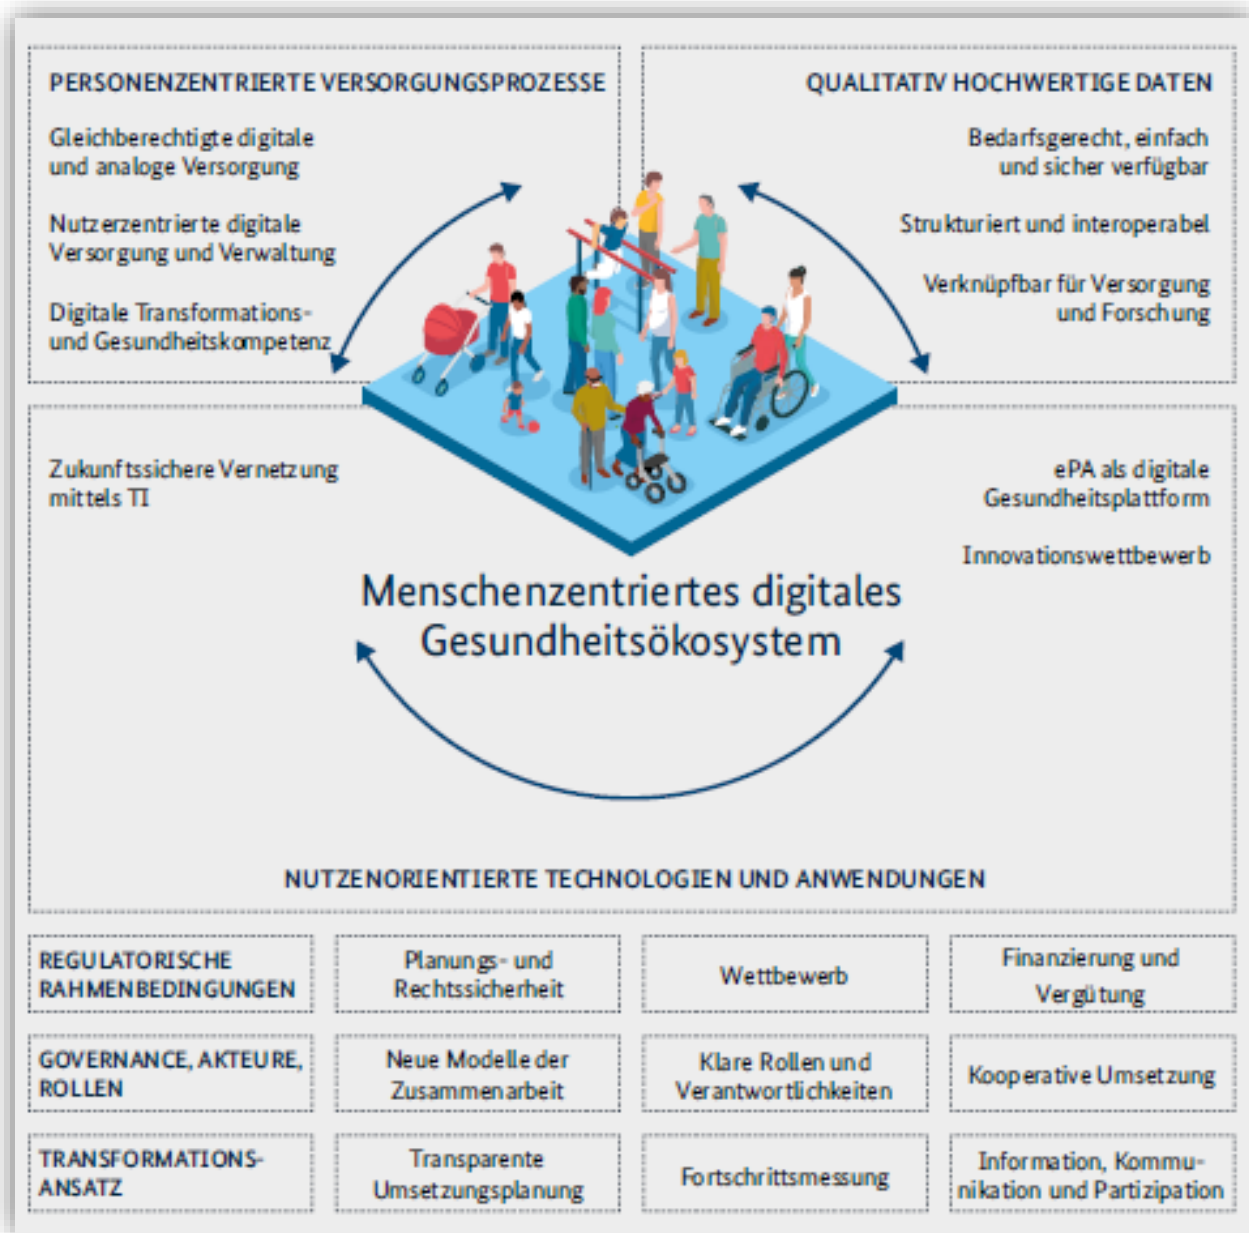 PERSONENZENTRIERTE VERSORGUNGSPROZESSE
Gleichberechtigte digitale
und analoge Versorgung
Nutzerzentrierte digitale
Versorgung und Verwaltung
Digitale Transformations-
und Gesundheitskompetenz
QUALITATIV HOCHWERTIGE DATEN
Bedarfsgerecht, einfach
und sicher verfügbar
Strukturiert und interoperabel
Verknüpfbar für Versorgung
und Forschung
Zukunftssichere Vernetzung
mittels TI
ePA als digitale
Gesundheitsplattform
Innovationswettbewerb
Menschenzentriertes digitales
Gesundheitsökosystem
NUTZENORIENTIERTE TECHNOLOGIEN UND ANWENDUNGEN
REGULATORISCHE
RAHMENBEDINGUNGEN
Planungs- und
Rechtssicherheit
Wettbewerb
Finanzierung und
Vergütung
GOVERNANCE, AKTEURE,
ROLLEN
Neue Modelle der
Zusammenarbeit
Klare Rollen und
Verantwortlichkeiten
Kooperative Umsetzung
TRANSFORMATIONS-
ANSATZ
Transparente
Umsetzungsplanung
Fortschrittsmessung
Information, Kommu-
nikation und Partizipation